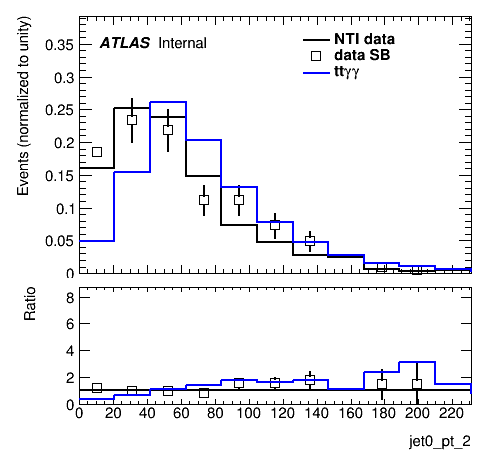 ATLAS Internal
NTI data
data SB
ttγγ
Events (normalized to unity)
0.35
0.3
0.25
0.2
0.15
0.1
0.05
0
Ratio
8
6
4
2
0
0 20 40 60 80 100 120 140 160 180 200 220
jet0_pt_2